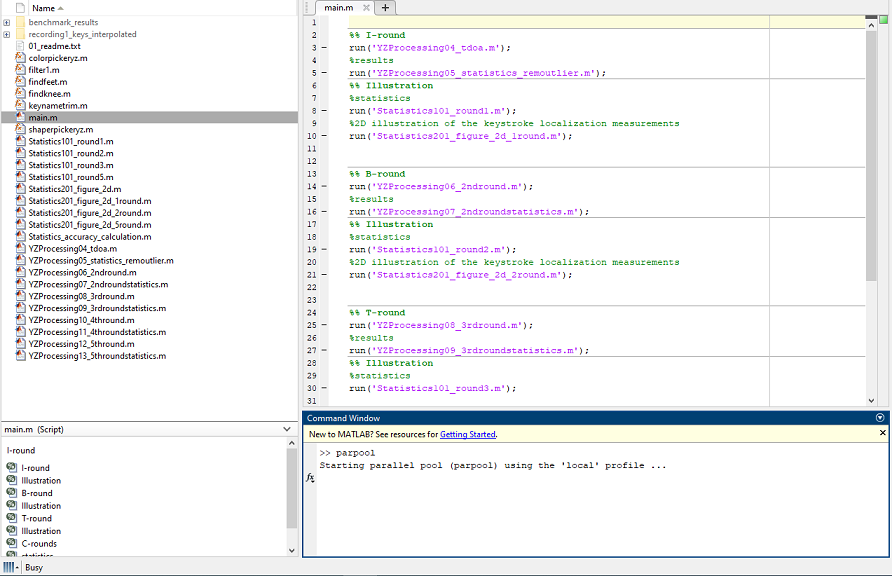 Name
benchmark_results
recording1_keys_interpolated
01_readme.txt
colorpickeryz.m
filter1.m
findfeet.m
findknee.m
keynametrim.m
main.m
shaperpickeryz.m
Statistics101_round1.m
Statistics101_round2.m
Statistics101_round3.m
Statistics101_round5.m
Statistics201_figure_2d.m
Statistics201_figure_2d_1round.m
Statistics201_figure_2d_2round.m
Statistics201_figure_2d_5round.m
Statistics_accuracy_calculation.m
YZProcessing04_tdoa.m
YZProcessing05_statistics_remoutlier.m
YZProcessing06_2ndround.m
YZProcessing07_2ndroundstatistics.m
YZProcessing08_3rdround.m
YZProcessing09_3rdroundstatistics.m
YZProcessing10_4thround.m
YZProcessing11_4throundstatistics.m
YZProcessing12_5thround.m
YZProcessing13_5throundstatistics.m
main.m (Script)
I-round
I-round
Illustration
B-round
Illustration
T-round
Illustration
C-rounds
statistics
Busy
main.m
1
2 %% I-round
3 – run('YZProcessing04_tdoa.m');
4 %results
5 – run('YZProcessing05_statistics_remoutlier.m');
6 %% Illustration
7 %statistics
8 – run('Statistics101_round1.m');
9 %2D illustration of the keystroke localization measurements
10 – run('Statistics201_figure_2d_1round.m');
11
12
13 %% B-round
14 – run('YZProcessing06_2ndround.m');
15 %results
16 – run('YZProcessing07_2ndroundstatistics.m');
17 %% Illustration
18 %statistics
19 – run('Statistics101_round2.m');
20 %2D illustration of the keystroke localization measurements
21 – run('Statistics201_figure_2d_2round.m');
22
23
24 %% T-round
25 – run('YZProcessing08_3rdround.m');
26 %results
27 – run('YZProcessing09_3rdroundstatistics.m');
28 %% Illustration
29 %statistics
30 – run('Statistics101_round3.m');
31
Command Window
New to MATLAB? See resources for Getting Started.
>> parpool
Starting parallel pool (parpool) using the 'local' profile ...
fx